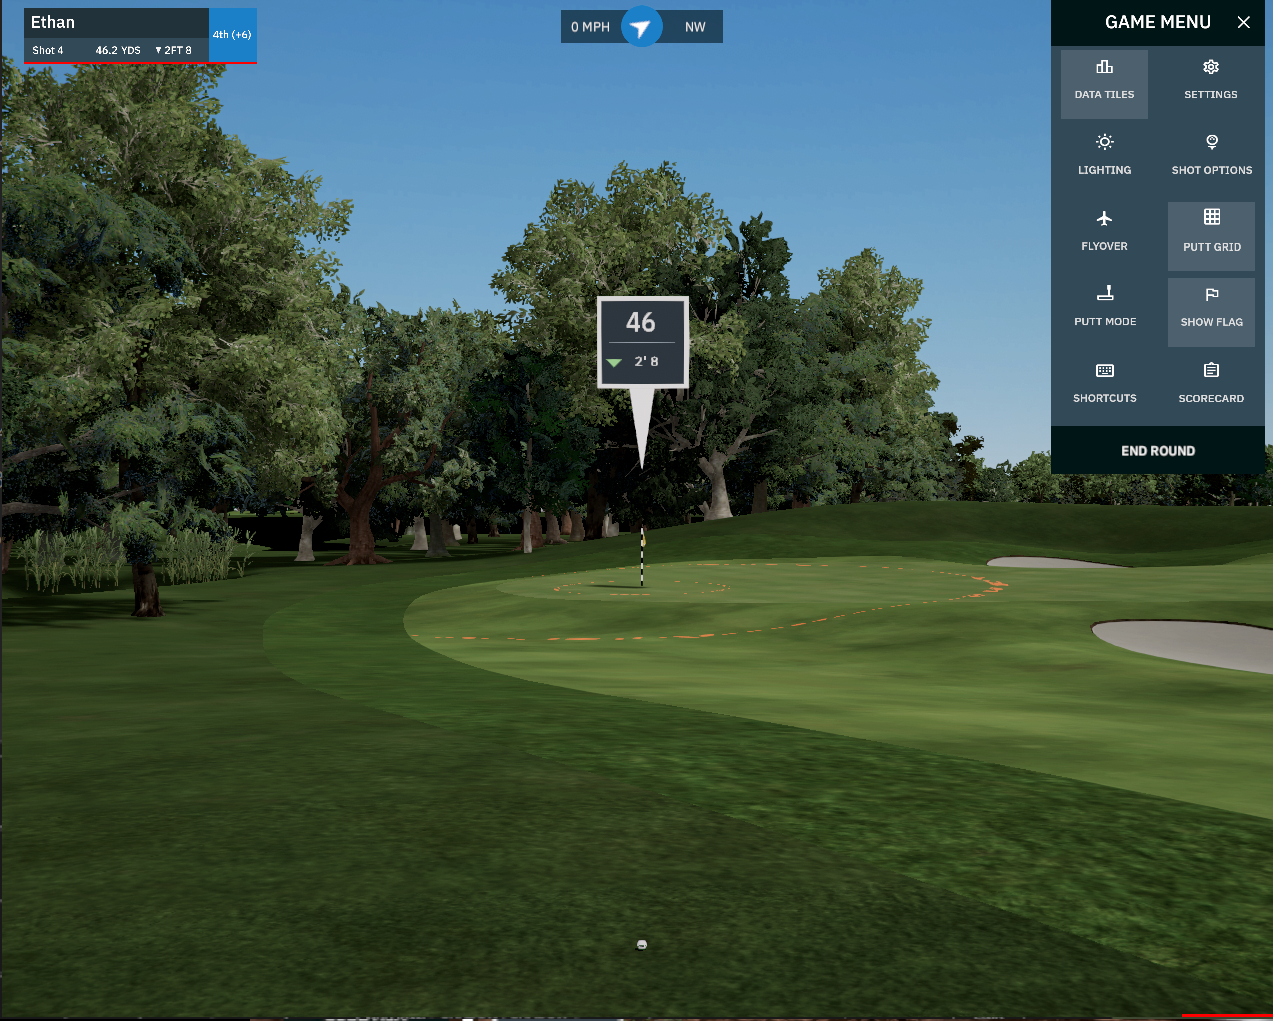 Ethan
Shot 4 46.2 YDS ▼ 2FT 8
4th (+6)
0 MPH NW
46
2' 8
GAME MENU
DATA TILES SETTINGS
LIGHTING SHOT OPTIONS
FLYOVER PUTT GRID
PUTT MODE SHOW FLAG
SHORTCUTS SCORECARD
END ROUND